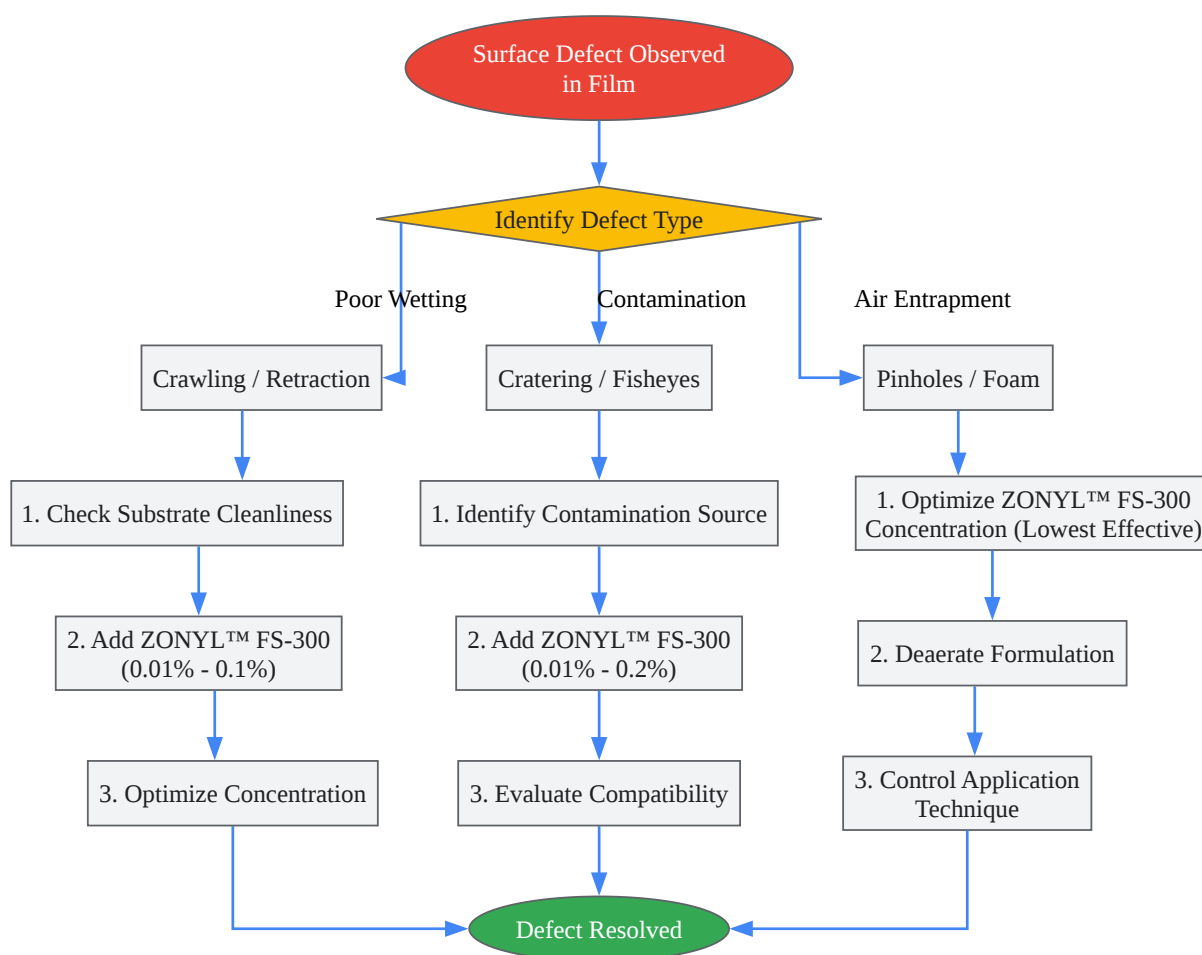 Surface Defect Observed
in Film
Identify Defect Type
Poor Wetting
Contamination
Air Entrapment
Crawling / Retraction
Cratering / Fisheyes
Pinholes / Foam
1. Check Substrate Cleanliness
1. Identify Contamination Source
1. Optimize ZONYL™ FS-300
Concentration (Lowest Effective)
2. Add ZONYL™ FS-300
(0.01% - 0.1%)
2. Add ZONYL™ FS-300
(0.01% - 0.2%)
2. Deaerate Formulation
3. Optimize Concentration
3. Evaluate Compatibility
3. Control Application
Technique
Defect Resolved